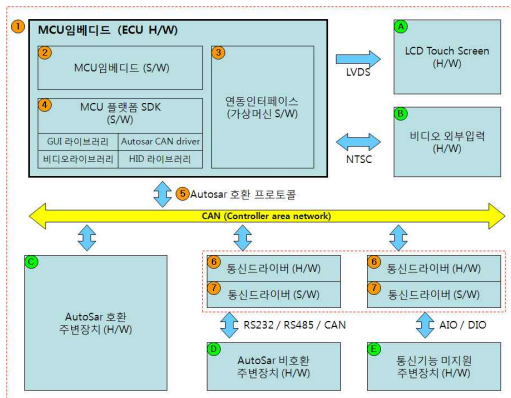 1 MCU임베디드 (ECU H/W)
2
MCU임베디드 (S/W)
3
연동인터페이스
(가상머신 S/W)
4
MCU 플랫폼 SDK
(S/W)
GUI 라이브러리
Autosar CAN driver
비디오라이브러리
HID 라이브러리
LVDS
A
LCD Touch Screen
(H/W)
NTSC
B
비디오 외부입력
(H/W)
5 Autosar 호환 프로토콜
CAN (Controller area network)
C
AutoSar 호환
주변장치 (H/W)
6 통신드라이버 (H/W)
7 통신드라이버 (S/W)
6 통신드라이버 (H/W)
7 통신드라이버 (S/W)
RS232 / RS485 / CAN
AIO / DIO
D
AutoSar 비호환
주변장치 (H/W)
E
통신기능 미지원
주변장치 (H/W)